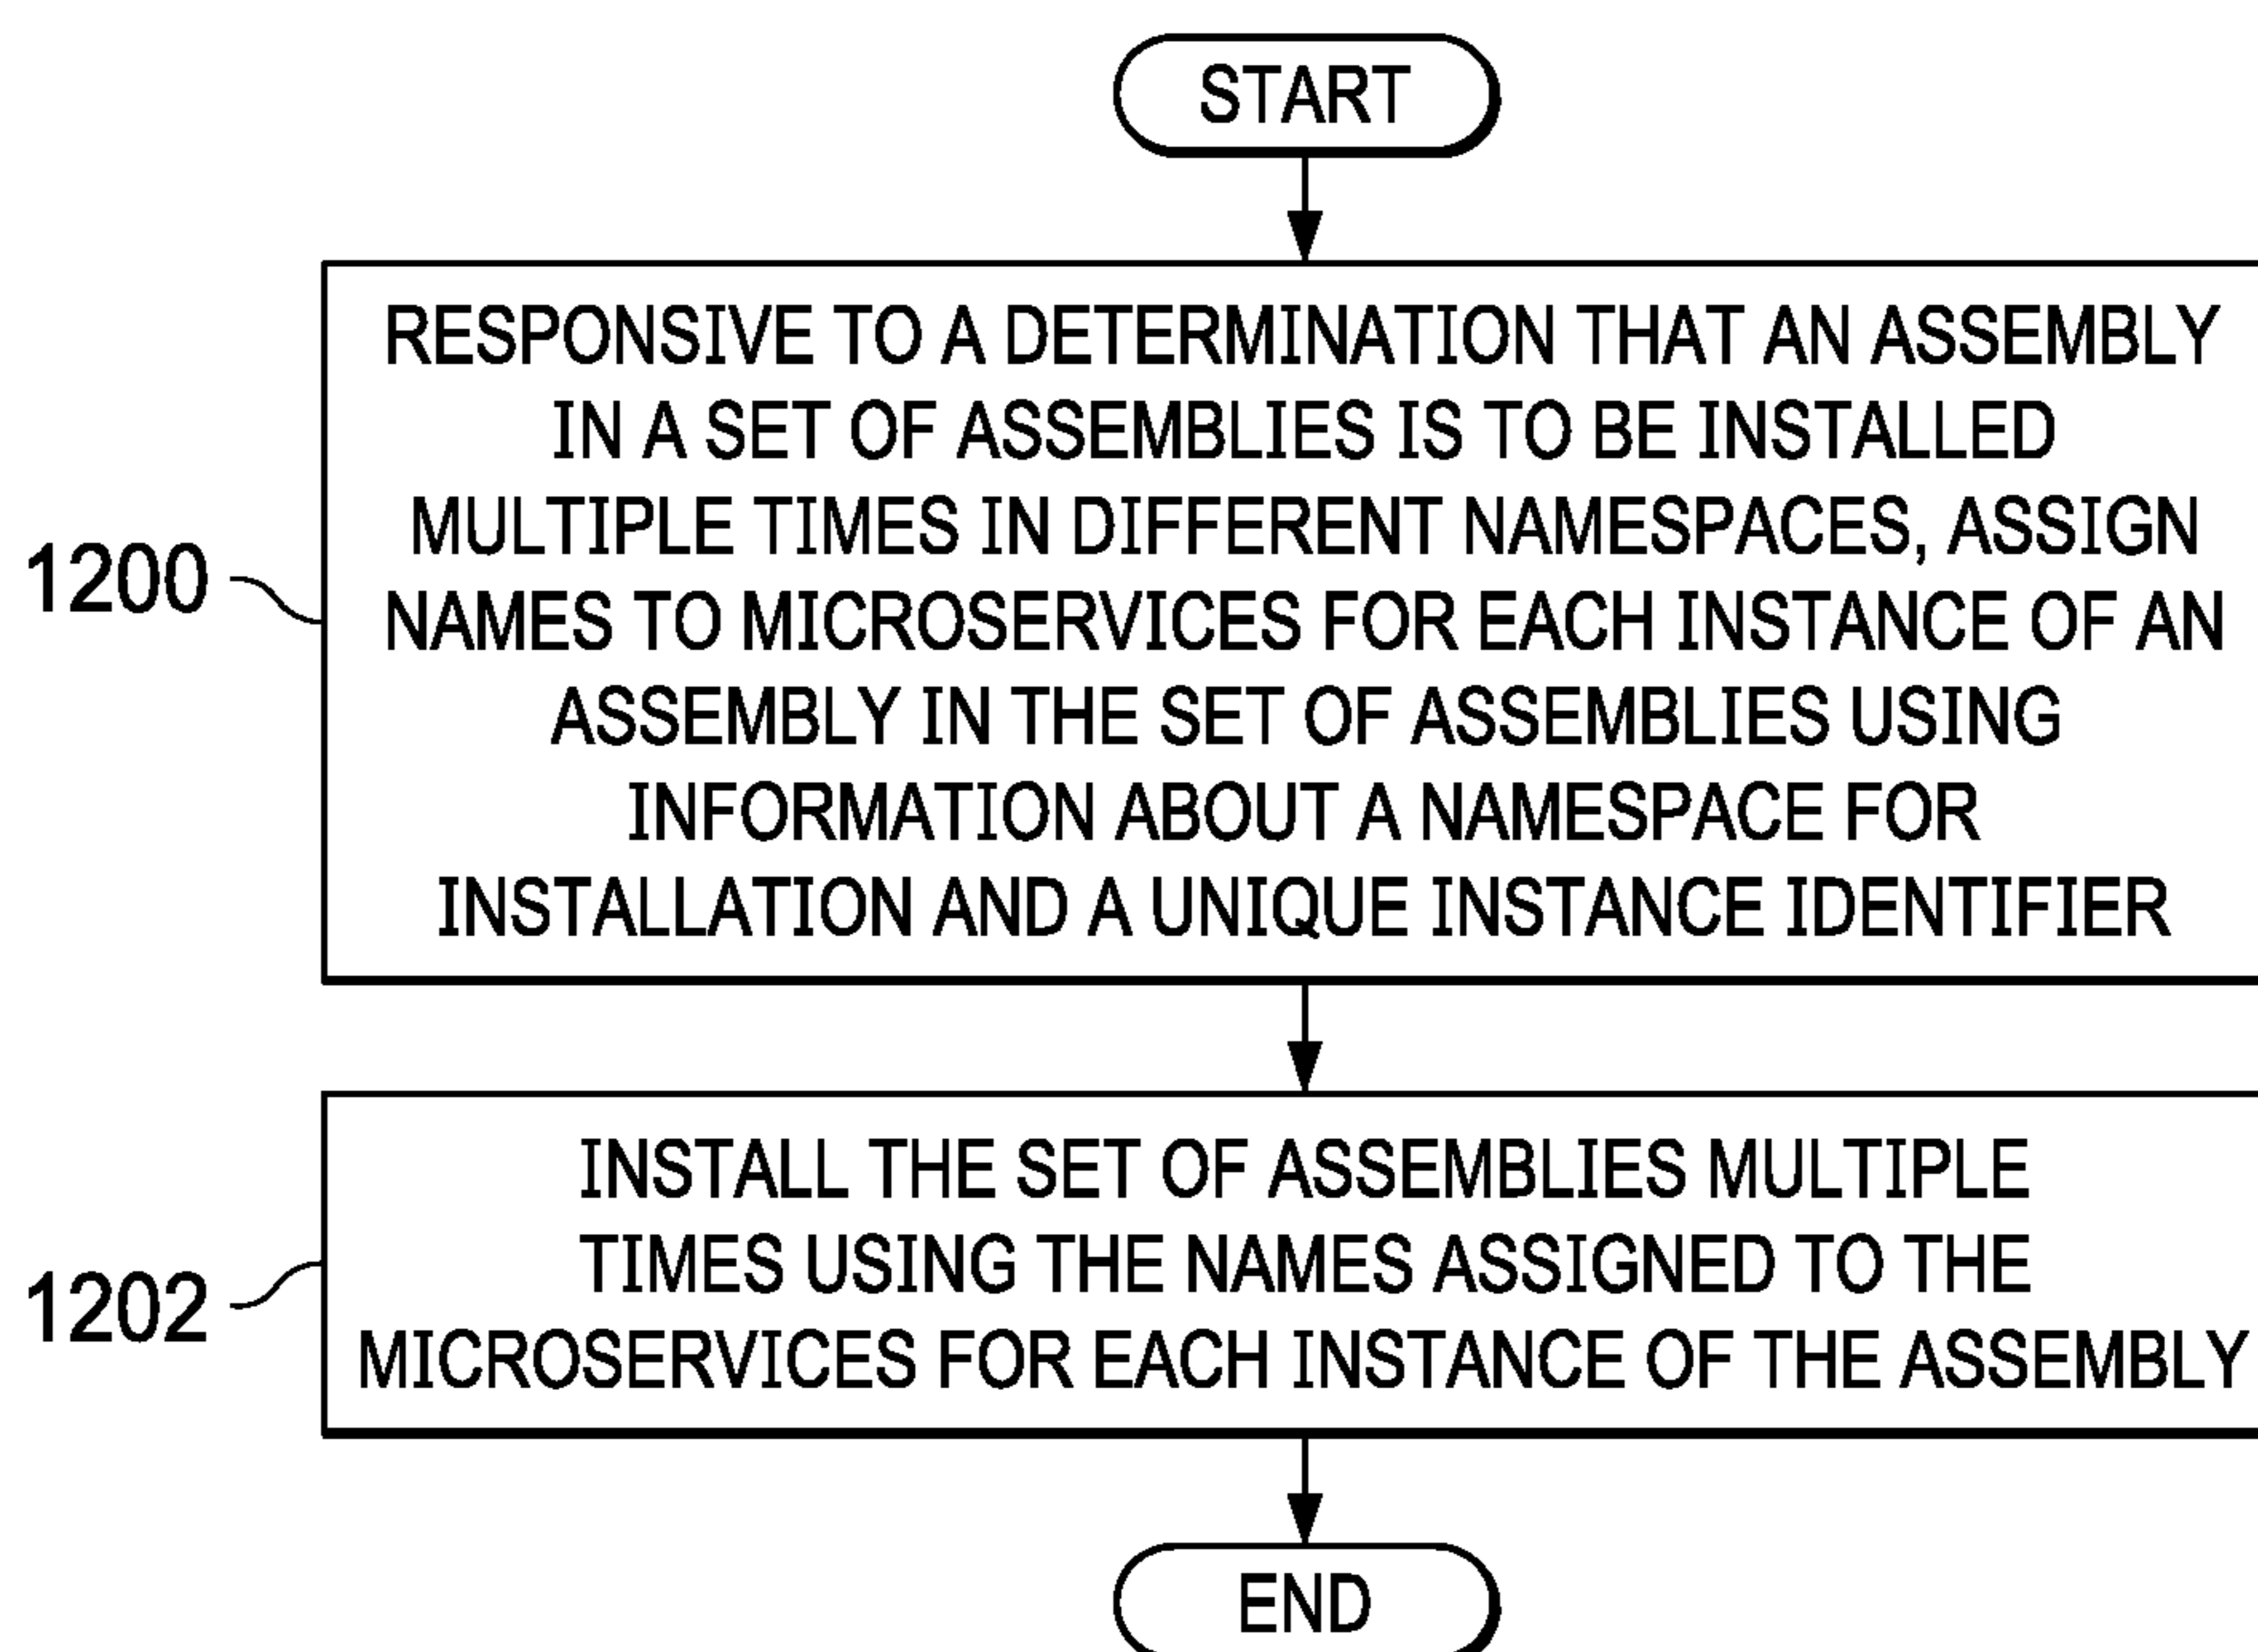 START
RESPONSIVE TO A DETERMINATION THAT AN ASSEMBLY
IN A SET OF ASSEMBLIES IS TO BE INSTALLED
MULTIPLE TIMES IN DIFFERENT NAMESPACES, ASSIGN
NAMES TO MICROSERVICES FOR EACH INSTANCE OF AN
ASSEMBLY IN THE SET OF ASSEMBLIES USING
INFORMATION ABOUT A NAMESPACE FOR
INSTALLATION AND A UNIQUE INSTANCE IDENTIFIER
1200
INSTALL THE SET OF ASSEMBLIES MULTIPLE
TIMES USING THE NAMES ASSIGNED TO THE
MICROSERVICES FOR EACH INSTANCE OF THE ASSEMBLY
1202
END